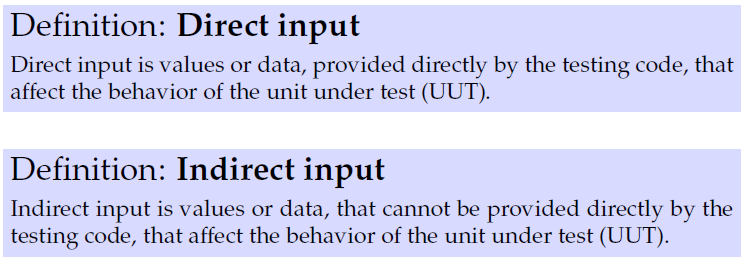 Definition: Direct input
Direct input is values or data, provided directly by the testing code, that
affect the behavior of the unit under test (UUT).
Definition: Indirect input
Indirect input is values or data, that cannot be provided directly by the
testing code, that affect the behavior of the unit under test (UUT).